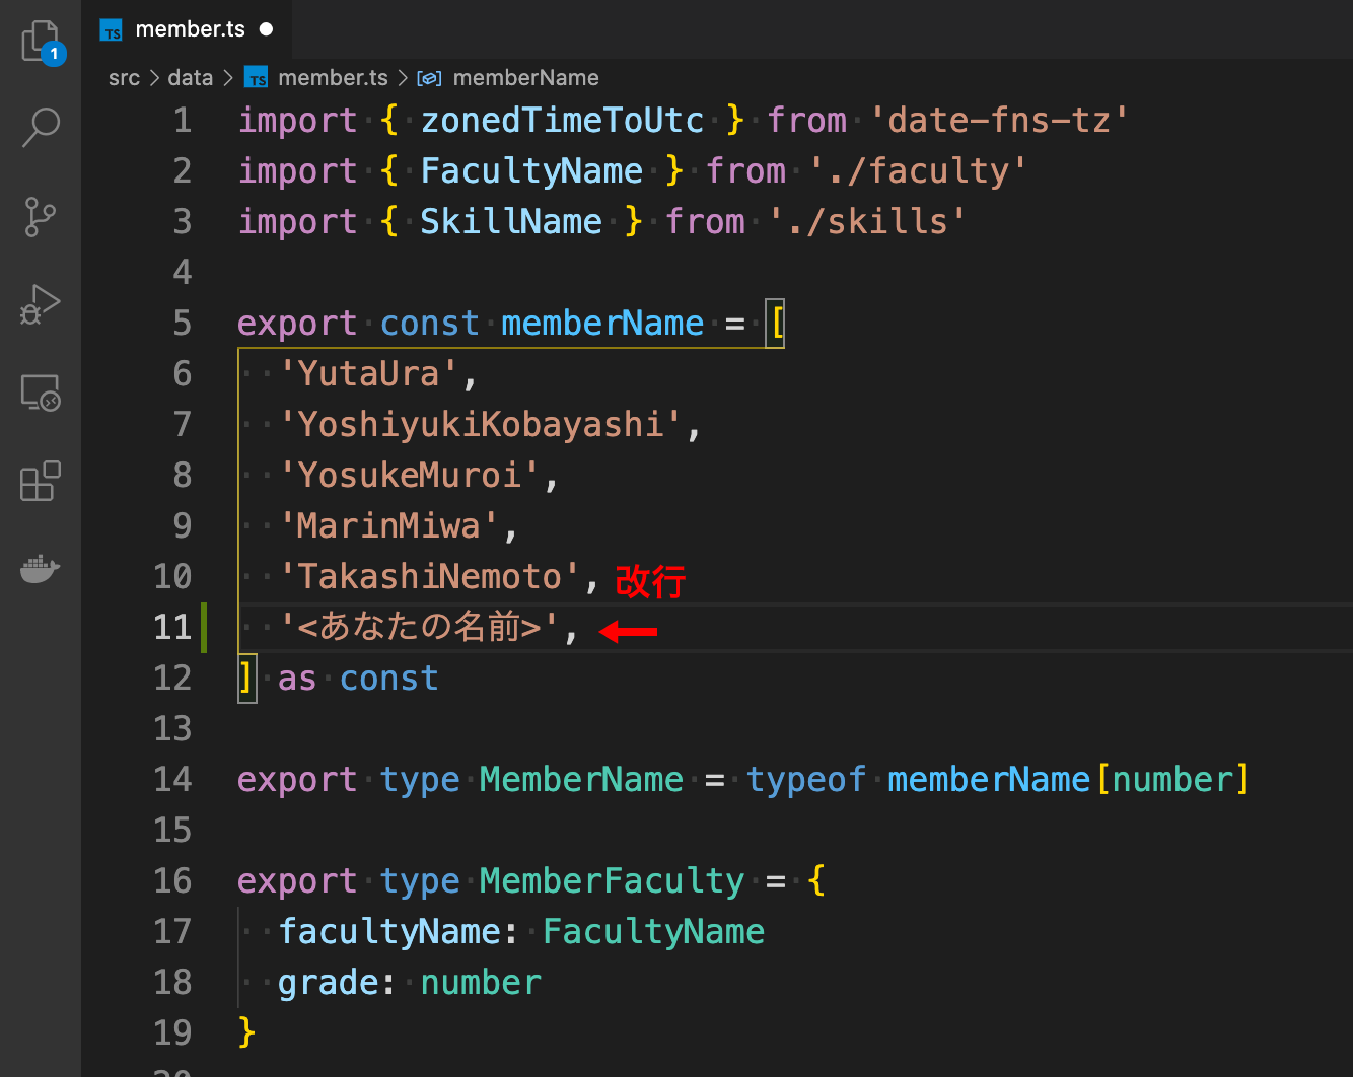 1
TS member.ts ●
src > data > TS member.ts > memberName
1 import { zonedTimeToUtc } from 'date-fns-tz'
2 import { FacultyName } from './faculty'
3 import { SkillName } from './skills'
4
5 export const memberName = [
6 'YutaUra',
7 'YoshiyukiKobayashi',
8 'YosukeMuroi',
9 'MarinMiwa',
10 'TakashiNemoto', 改行
11 '<あなたの名前>',
12 ] as const
13
14 export type MemberName = typeof memberName[number]
15
16 export type MemberFaculty = {
17 facultyName: FacultyName
18 grade: number
19 }
20